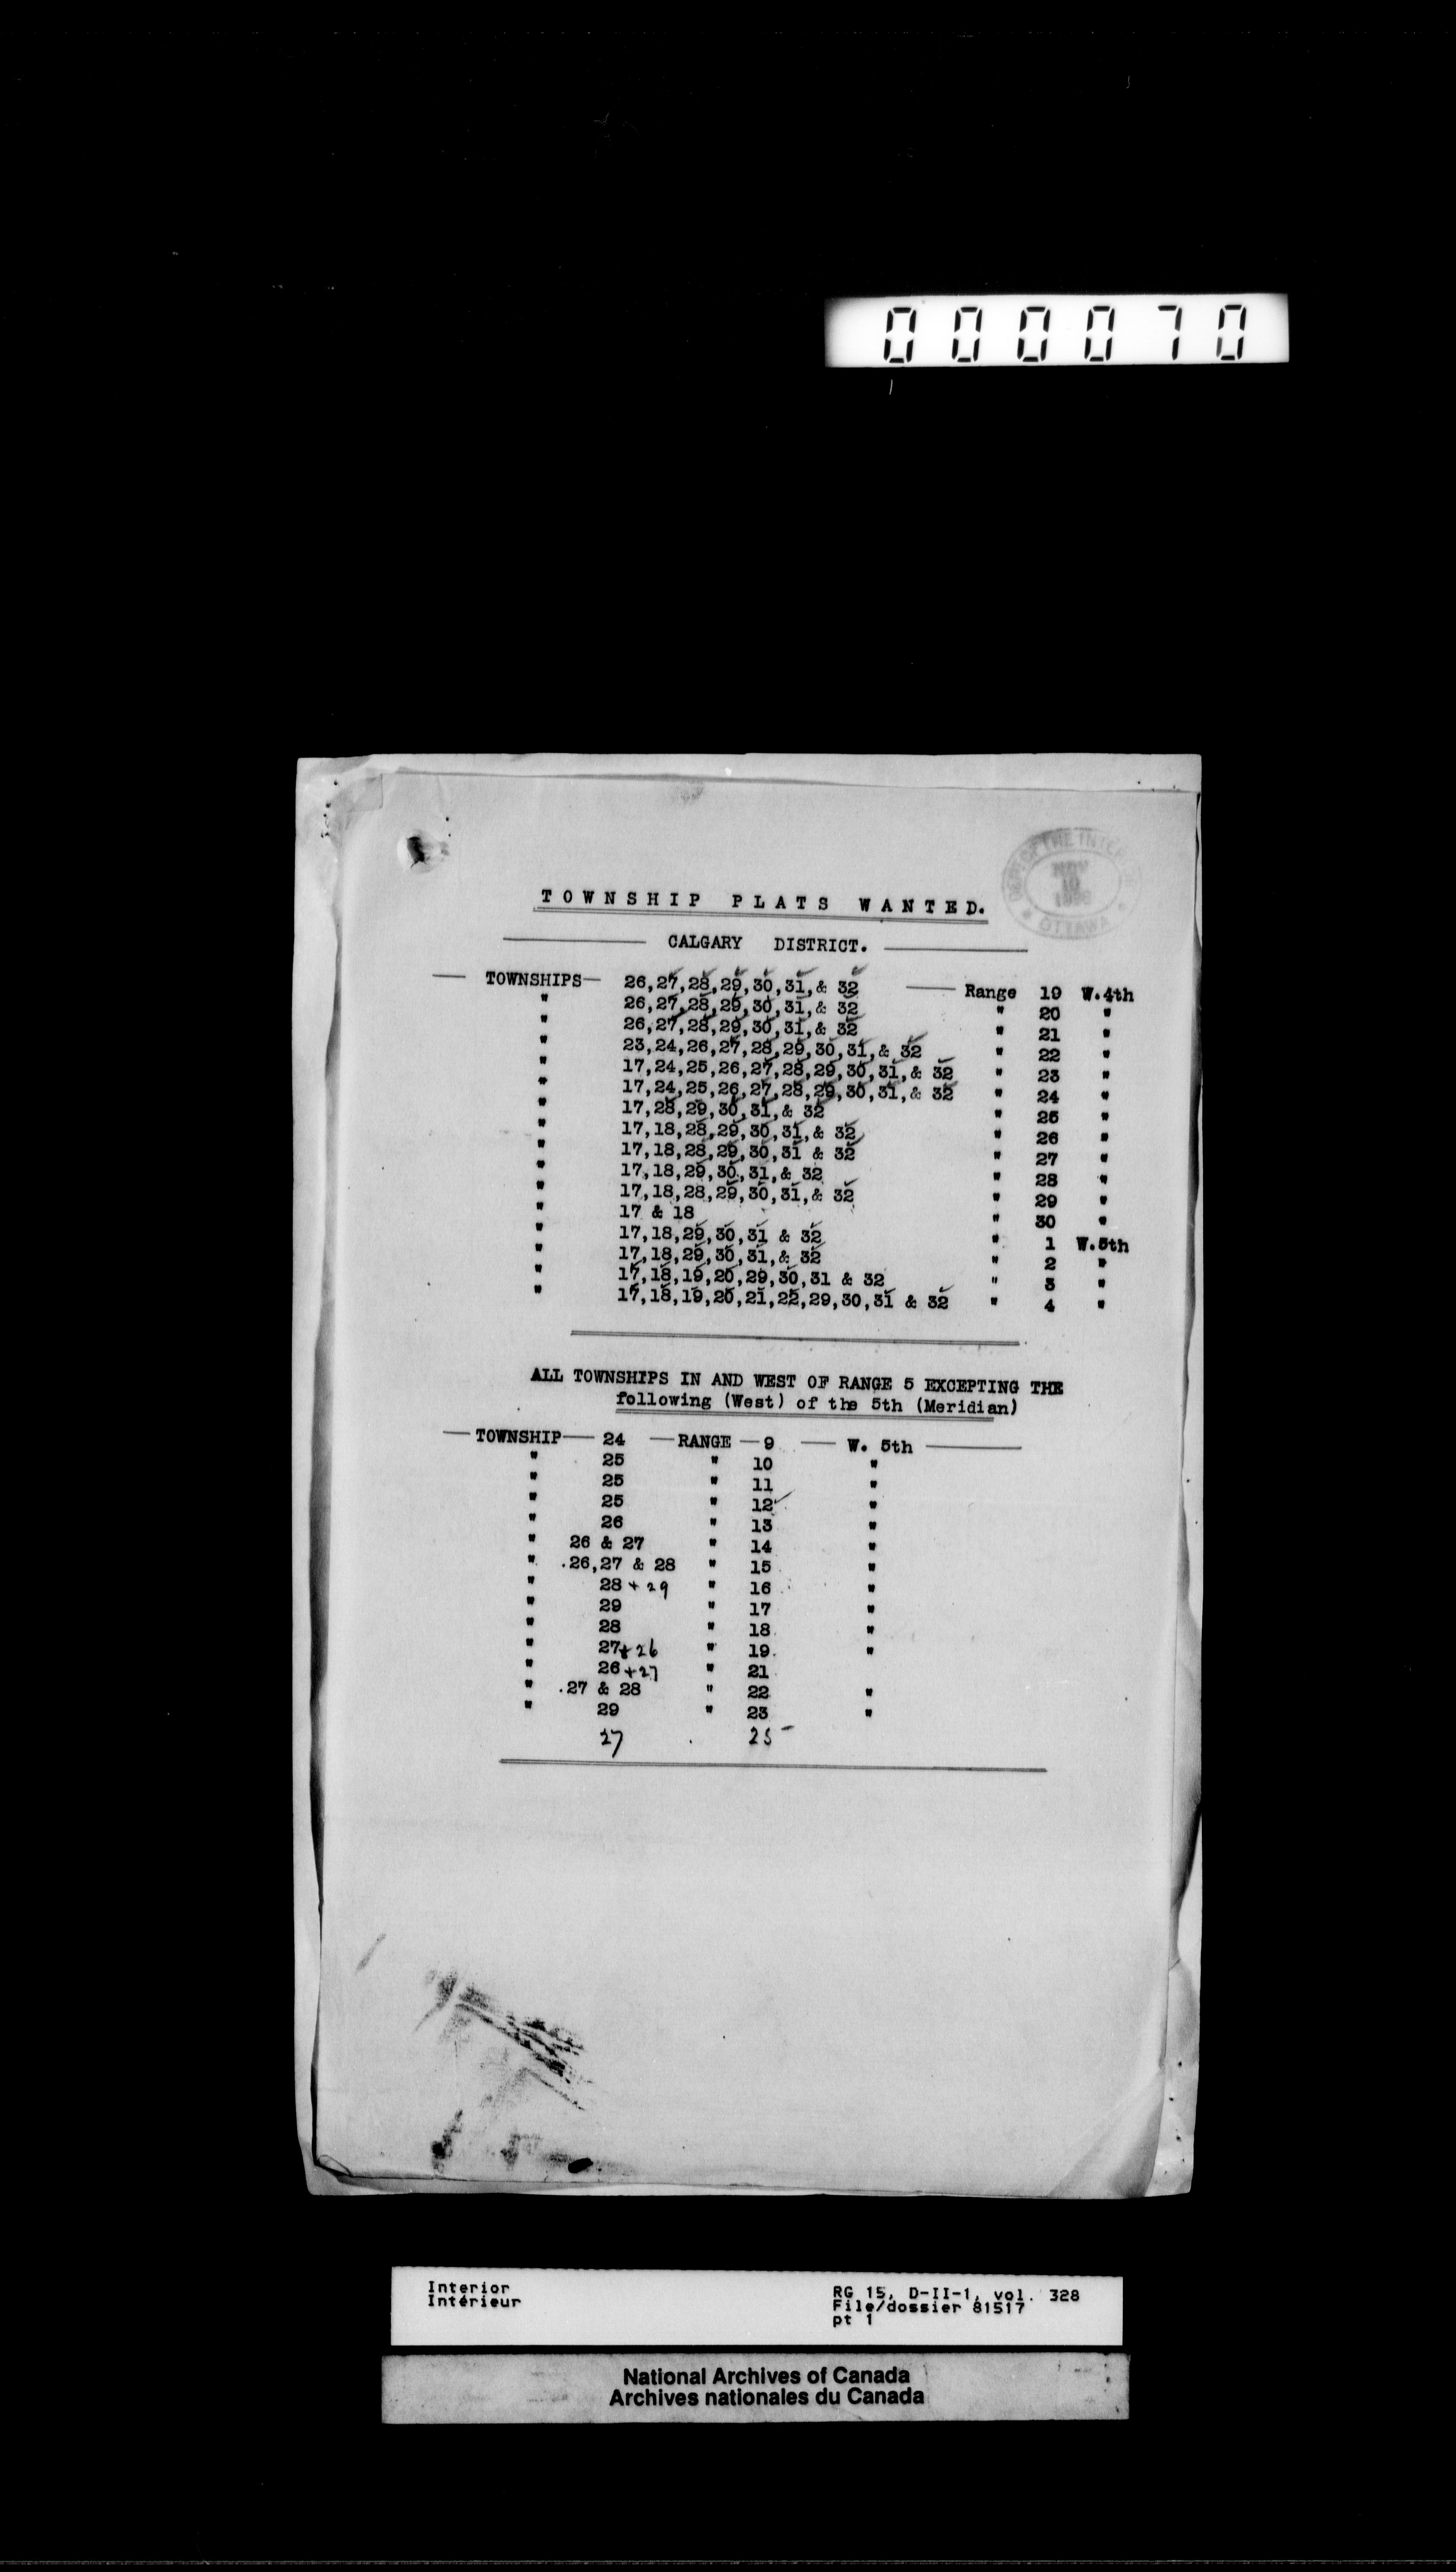 000070
DEPT OF THE INTERIOR
NOV
10
OTTAWA
TOWNSHIP PLATS WANTED.
CALGARY DISTRICT.
TOWNSHIPS— 26,27,28,29,30,31,& 32 — Range 19 W.4th
" 26,27,28,29,30,31,& 32 " 20 "
" 26,27,28,29,30,31,& 32 " 21 "
" 23,24,26,27,28,29,30,31,& 32 " 22 "
" 17,24,25,26,27,28,29,30,31,& 32 " 23 "
" 17,24,25,26,27,28,29,30,31,& 32 " 24 "
" 17,28,29,30,31,& 32 " 25 "
" 17,18,28,29,30,31,& 32 " 26 "
" 17,18,28,29,30,31 & 32 " 27 "
" 17,18,29,30,31,& 32 " 28 "
" 17,18,28,29,30,31,& 32 " 29 "
" 17 & 18 " 30 "
" 17,18,29,30,31 & 32 " 1 W.5th
" 17,18,29,30,31,& 32 " 2 "
" 17,18,19,20,29,30,31 & 32 " 3 "
" 17,18,19,20,21,22,29,30,31 & 32 " 4 "
ALL TOWNSHIPS IN AND WEST OF RANGE 5 EXCEPTING THE
following (West) of the 5th (Meridian)
— TOWNSHIP— 24 —RANGE —9 — W. 5th —
" 25 " 10 "
" 25 " 11 "
" 25 " 12 "
" 26 " 13 "
" 26 & 27 " 14 "
" .26,27 & 28 " 15 "
" 28 + 29 " 16 "
" 29 " 17 "
" 28 " 18 "
" 27 + 26 " 19 "
" 26 + 27 " 21
" .27 & 28 " 22 "
" 29 " 23 "
27 25
Interior
Intérieur
RG 15, D-II-1, vol. 328
File/dossier 81517
pt 1
National Archives of Canada
Archives nationales du Canada